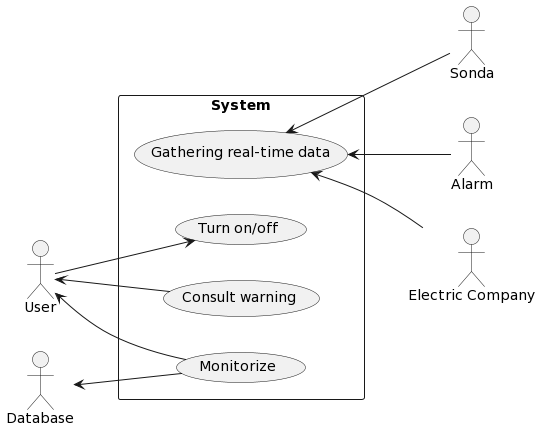 Sonda
System
Gathering real-time data
Alarm
Turn on/off
Electric Company
Consult warning
User
Monitorize
Database